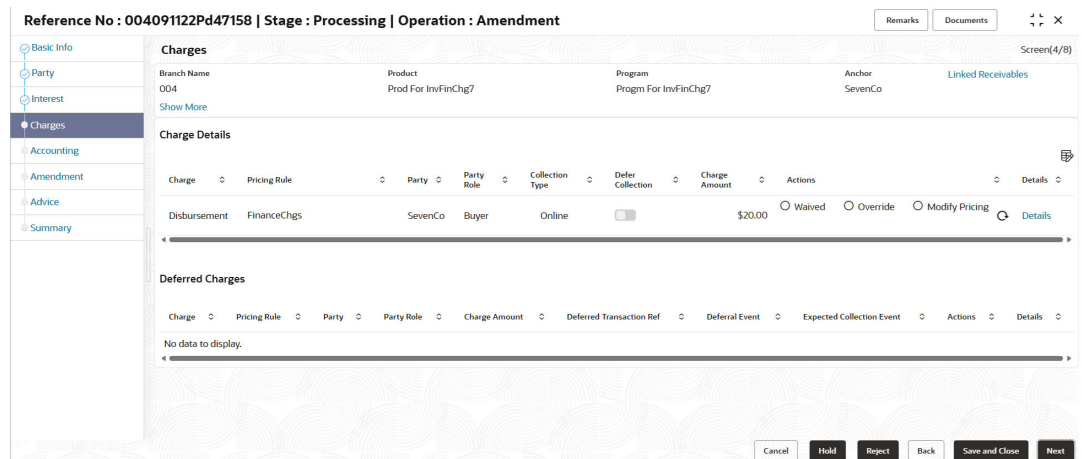 Reference No : 004091122Pd47158 | Stage : Processing | Operation : Amendment
Remarks
Documents
Basic Info
Party
Interest
Charges
Accounting
Amendment
Advice
Summary
Charges
Screen(4/8)
Branch Name Product Program Anchor Linked Receivables
004 Prod For InvFinChg7 Progm For InvFinChg7 SevenCo
Show More
Charge Details
Charge Pricing Rule Party Party Role Collection Type Defer Collection Charge Amount Actions Details
Disbursement FinanceChgs SevenCo Buyer Online $20.00 Waived Override Modify Pricing Details
Deferred Charges
Charge Pricing Rule Party Party Role Charge Amount Deferred Transaction Ref Deferral Event Expected Collection Event Actions Details
No data to display.
Cancel Hold Reject Back Save and Close Next